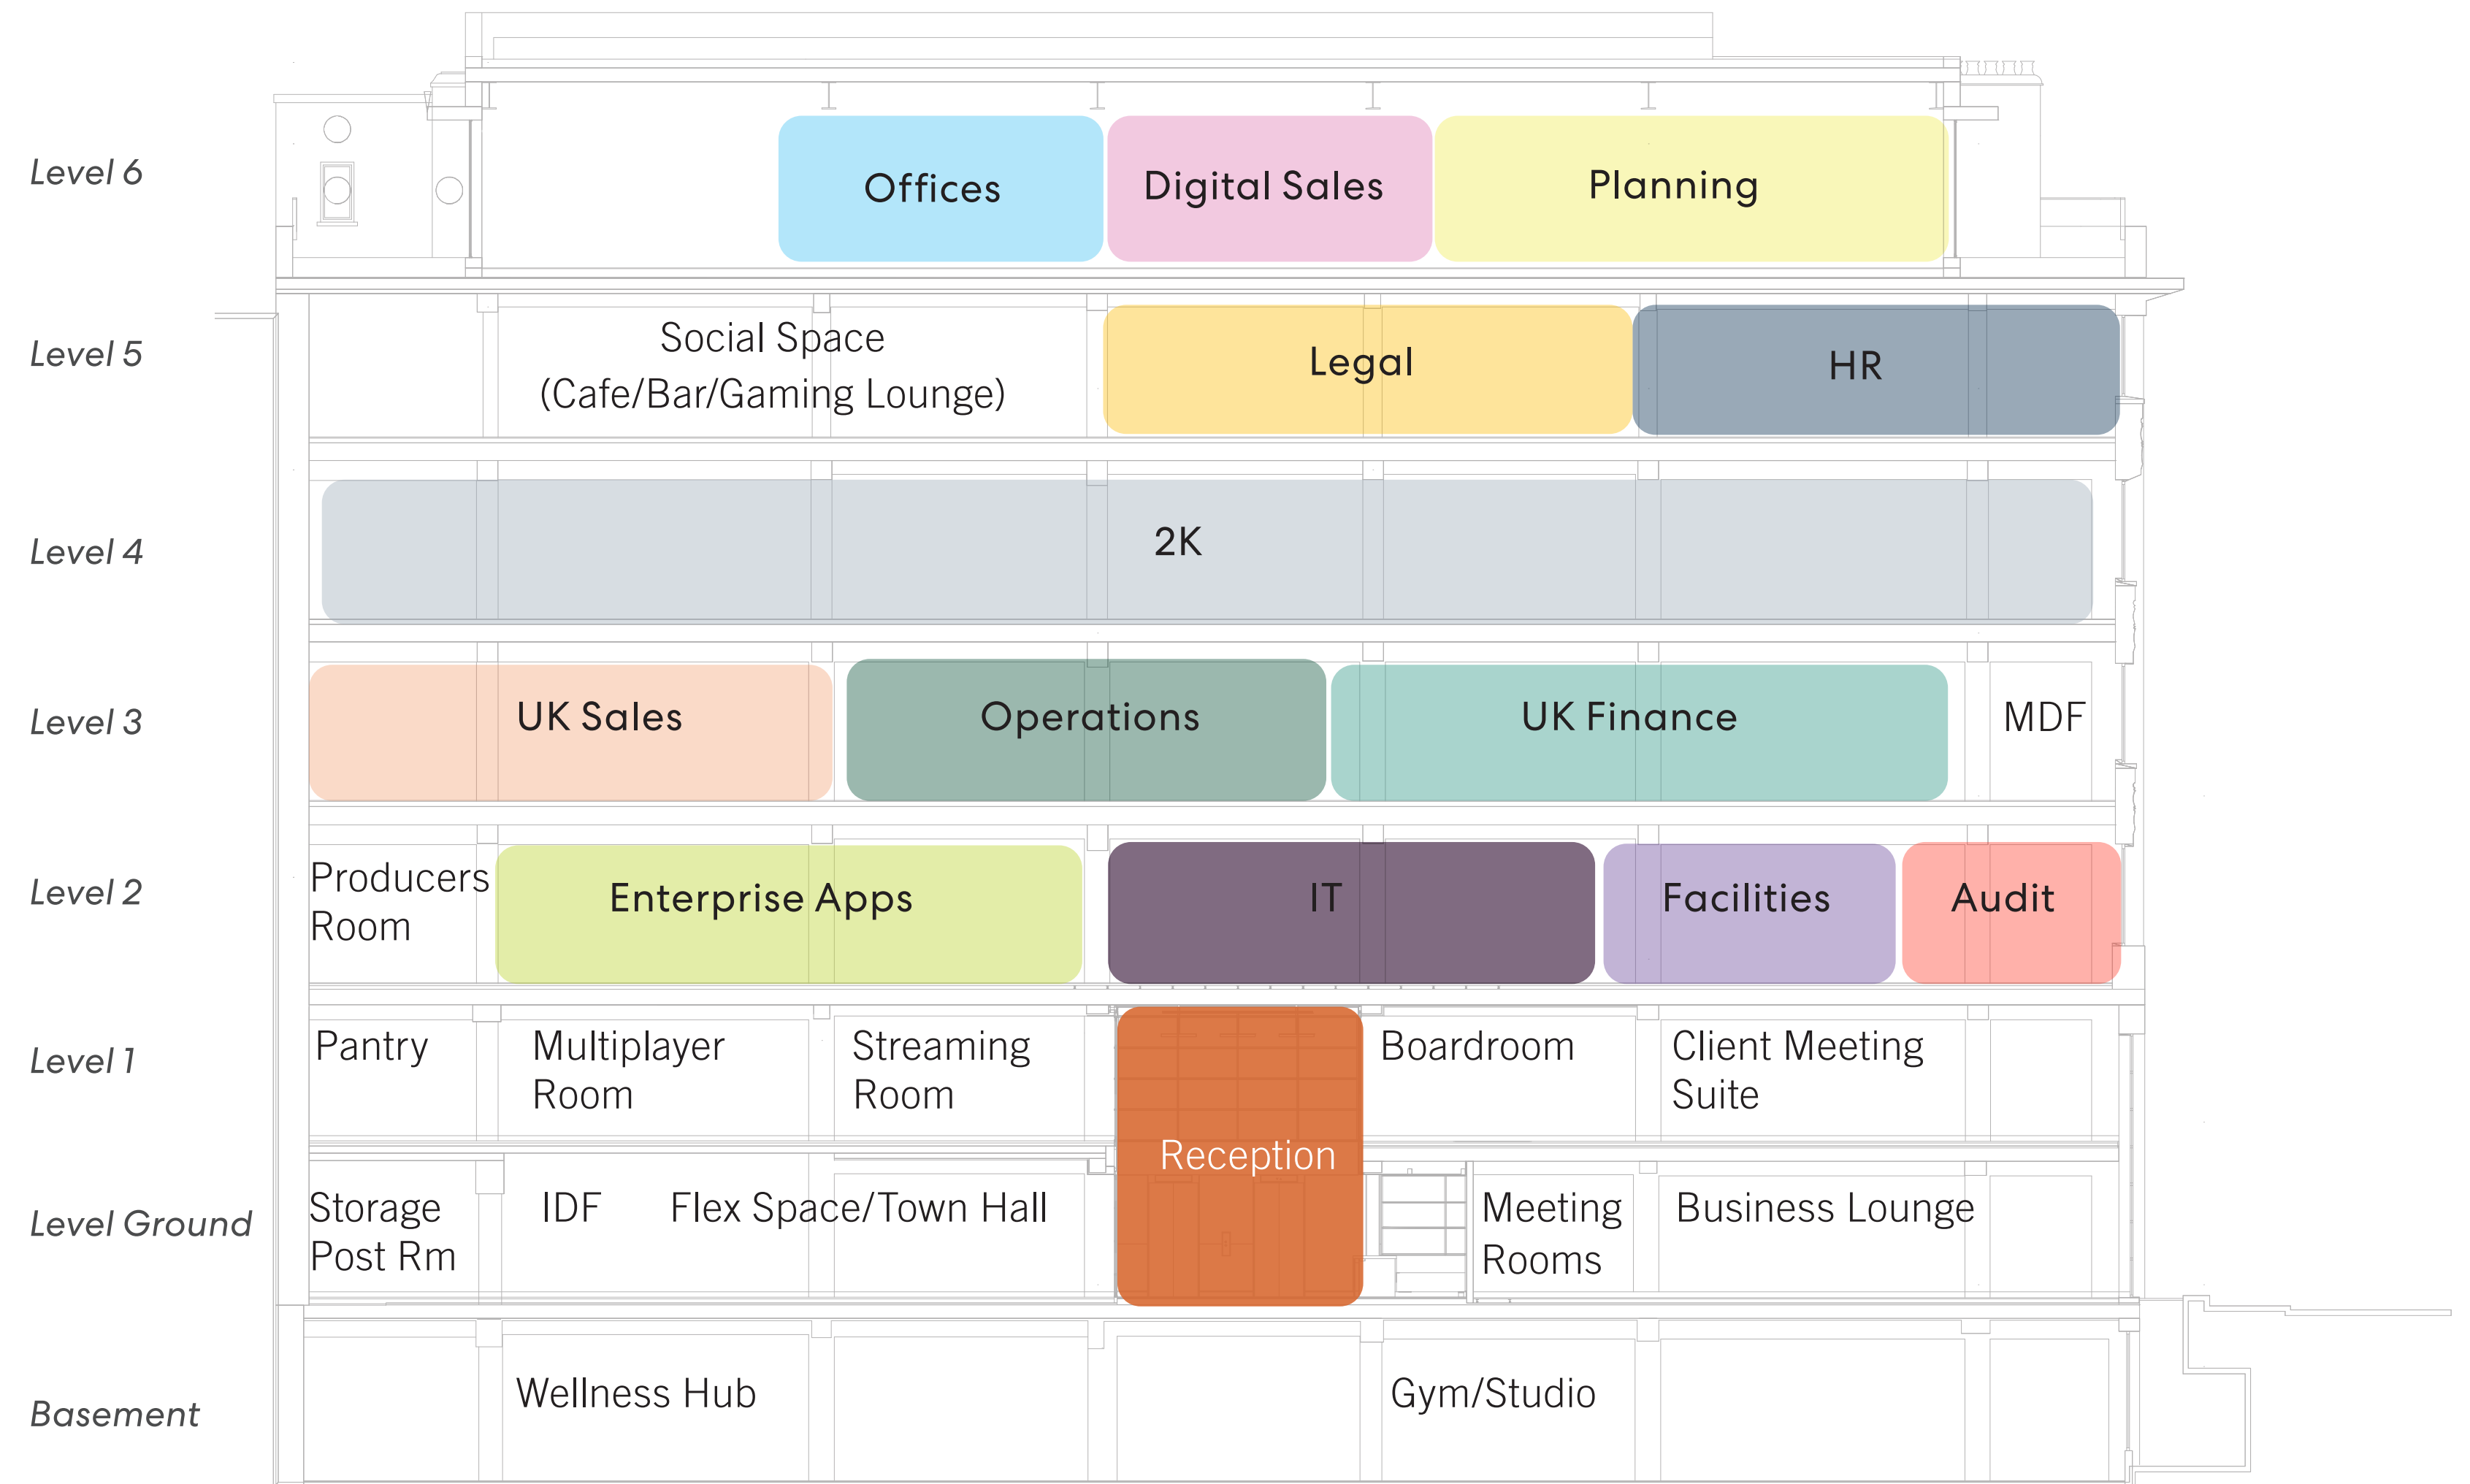 Level 6
Offices
Digital Sales
Planning
Level 5
Social Space
(Cafe/Bar/Gaming Lounge)
Legal
HR
Level 4
2K
Level 3
UK Sales
Operations
UK Finance
MDF
Level 2
Producers
Room
Enterprise Apps
IT
Facilities
Audit
Level 1
Pantry
Multiplayer
Room
Streaming
Room
Reception
Boardroom
Client Meeting
Suite
Level Ground
Storage
Post Rm
IDF
Flex Space/Town Hall
Meeting
Rooms
Business Lounge
Basement
Wellness Hub
Gym/Studio